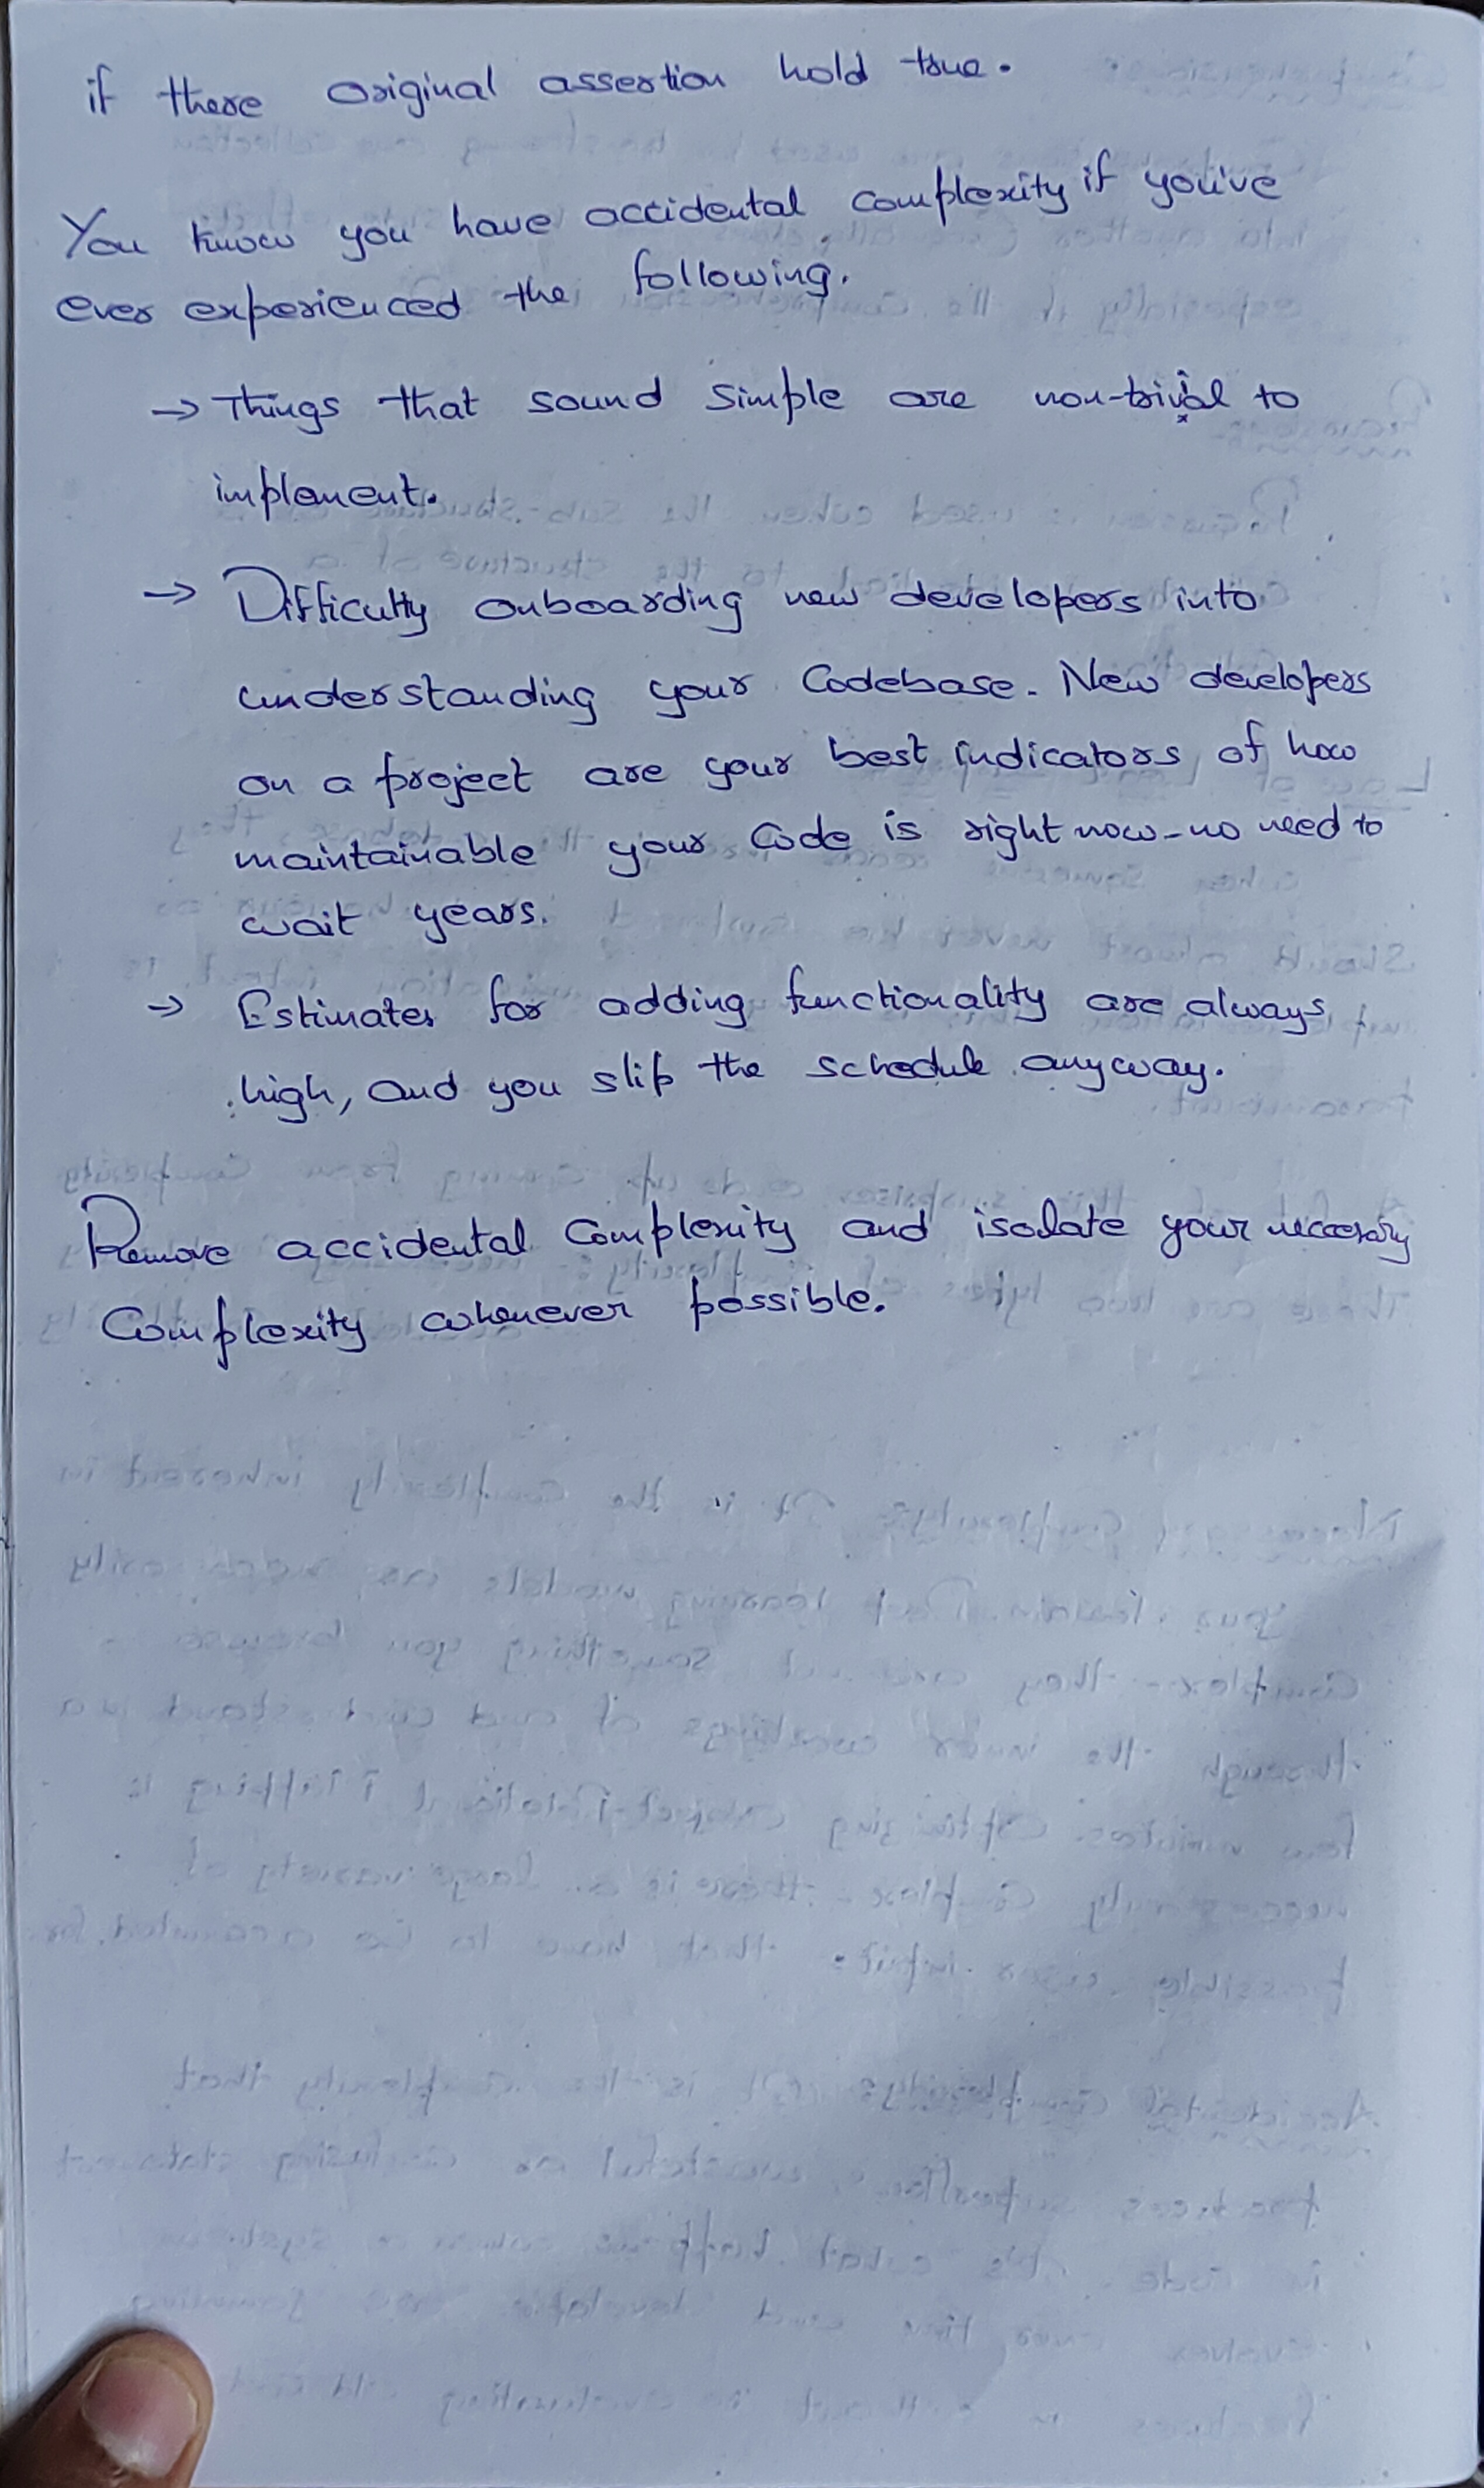 if there original assertion hold true.
You know you have accidental complexity if you've
ever experienced the following.
→ Things that sound simple are non-trivial to
implement.
→ Difficulty onboarding new developers into
understanding your Codebase. New developers
on a project are your best indicators of how
maintainable your Code is right now - no need to
wait years.
→ Estimates for adding functionality are always
high, and you slip the schedule anyway.
Remove accidental Complexity and isolate your necessary
Complexity whenever possible.